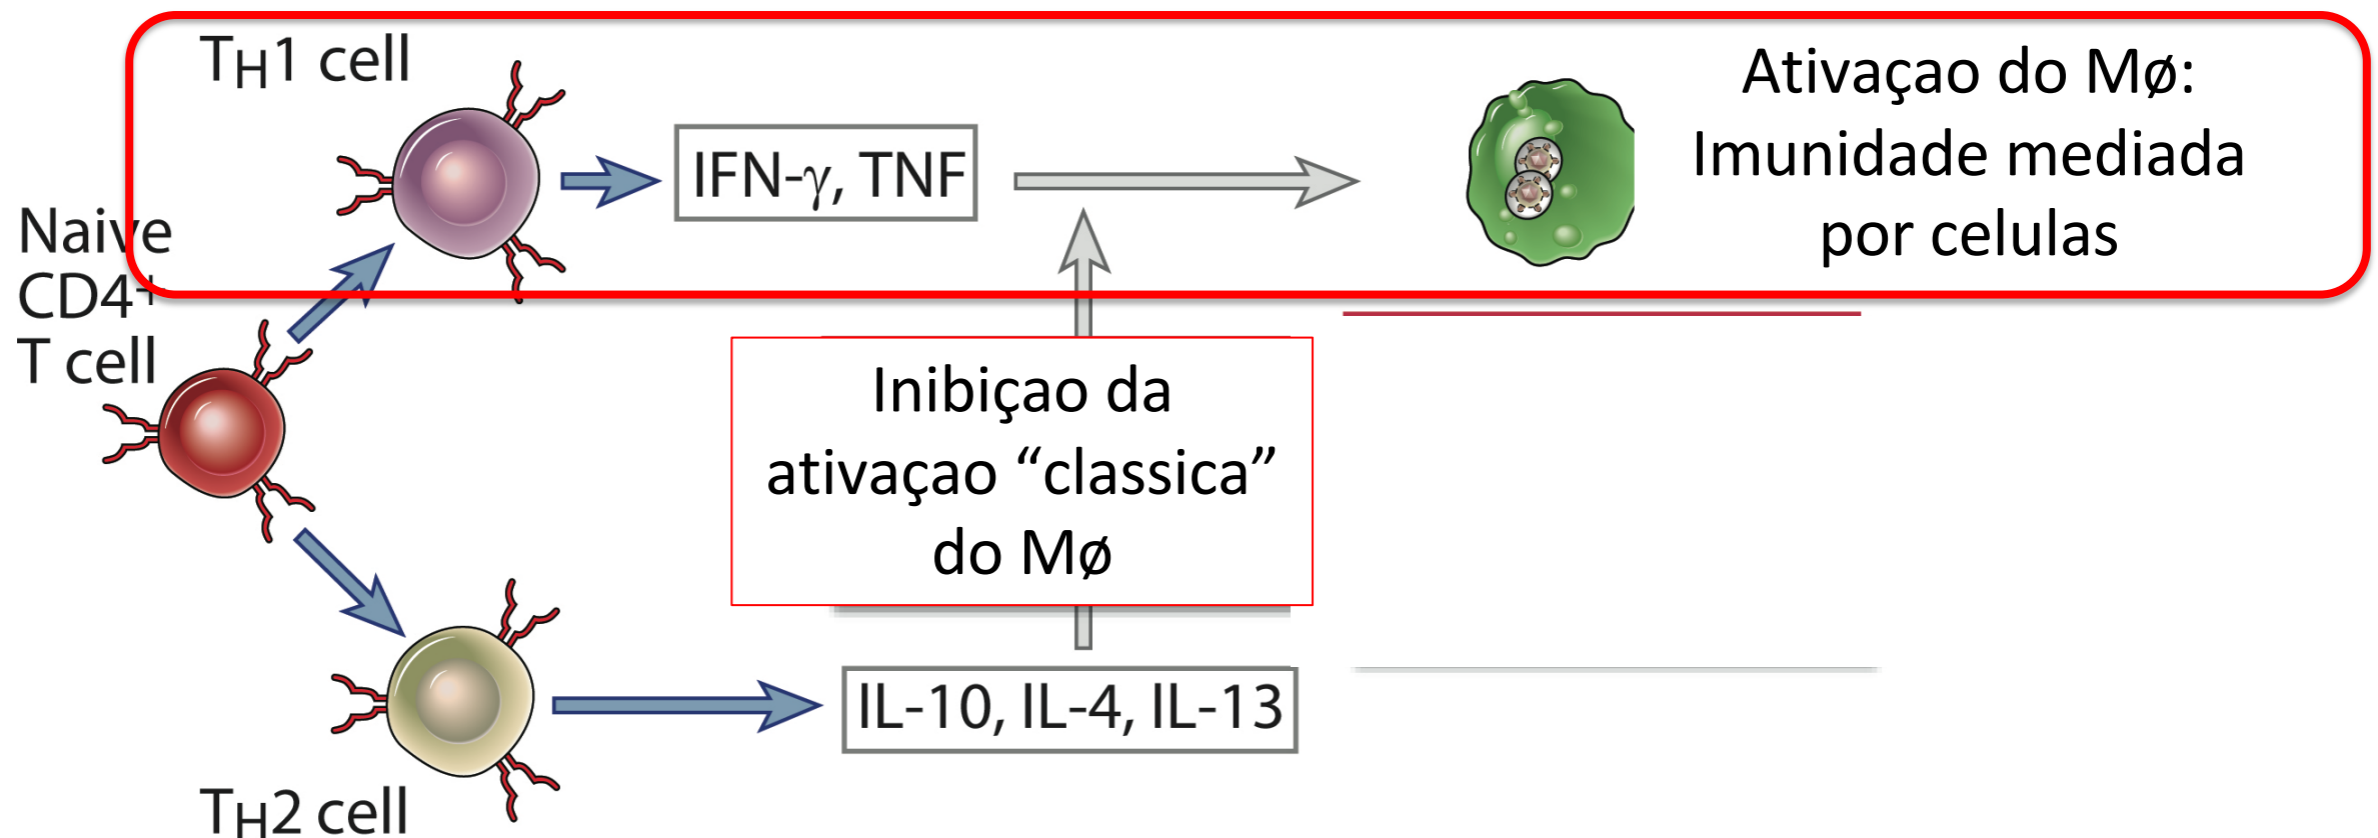 TH1 cell
IFN-γ, TNF
Ativaçao do Mø:
Imunidade mediada
por celulas
Naive
CD4+
T cell
Inibiçao da
ativaçao “classica”
do Mø
IL-10, IL-4, IL-13
TH2 cell